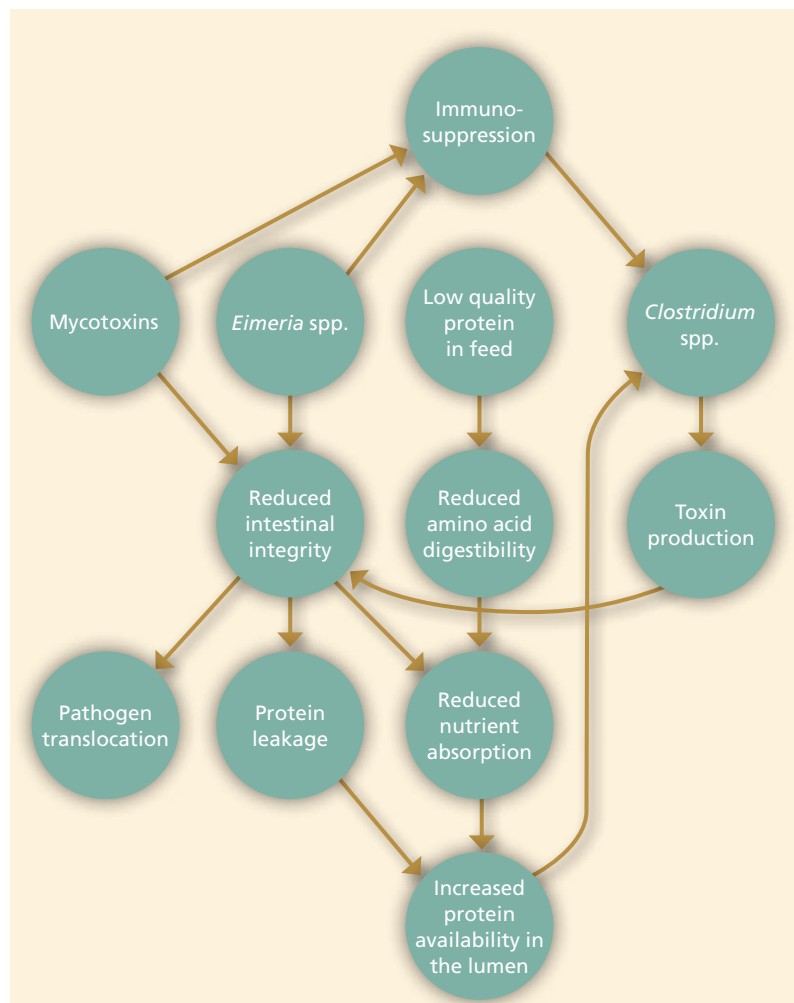 Immuno-
suppression
Mycotoxins
Eimeria spp.
Low quality
protein
in feed
Clostridium
spp.
Reduced
intestinal
integrity
Reduced
amino acid
digestibility
Toxin
production
Pathogen
translocation
Protein
leakage
Reduced
nutrient
absorption
Increased
protein
availability in
the lumen